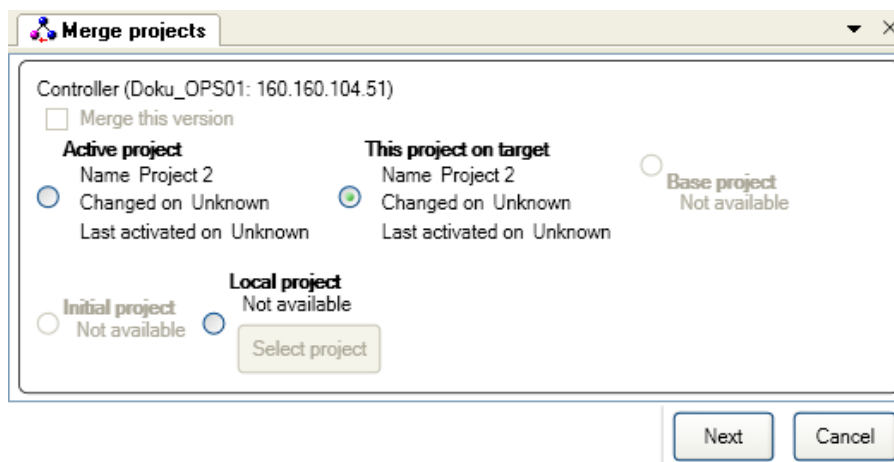 Merge projects
Controller (Doku_OPS01: 160.160.104.51)
Merge this version
Active project
Name Project 2
Changed on Unknown
Last activated on Unknown
This project on target
Name Project 2
Changed on Unknown
Last activated on Unknown
Base project
Not available
Initial project
Not available
Local project
Not available
Select project
Next
Cancel